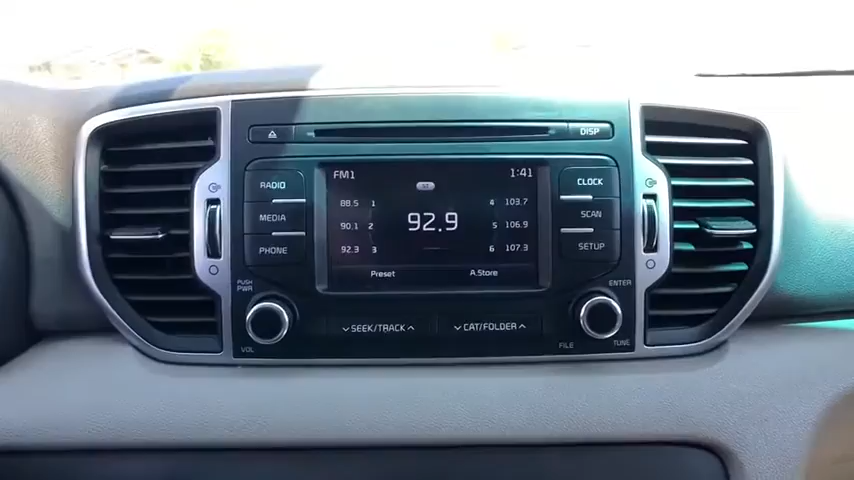 DISP
RADIO
MEDIA
PHONE
FM1
ST
1:41
88.5 1
90.1 2
92.3 3
92.9
4 103.7
5 106.9
6 107.3
Preset
A.Store
CLOCK
SCAN
SETUP
PUSH
PWR
VOL
SEEK/TRACK
CAT/FOLDER
ENTER
FILE
TUNE